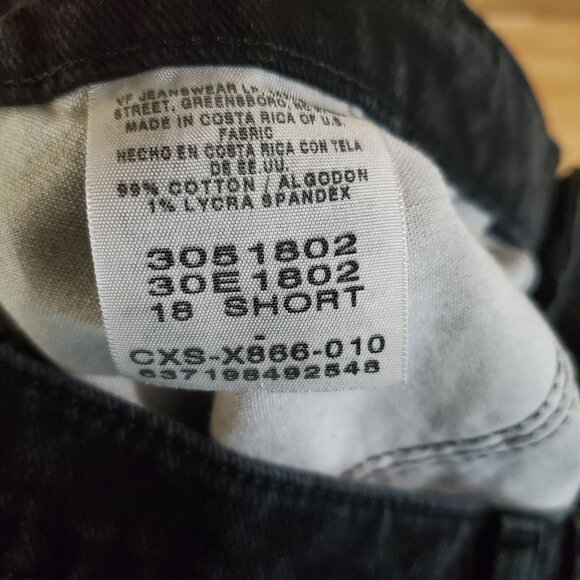 VF JEANSWEAR LP,
STREET, GREENSBORO,
MADE IN COSTA RICA OF U.S.
FABRIC
HECHO EN COSTA RICA CON TELA
DE EE.UU.
99% COTTON / ALGODON
1% LYCRA SPANDEX
3051802
30E1802
18 SHORT
-
CXS-X866-010
637198492548